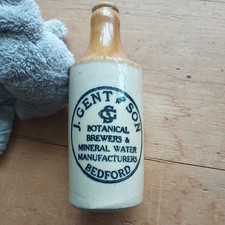 J. GENT & SON
GS
BOTANICAL
BREWERS &
MINERAL WATER
MANUFACTURERS
BEDFORD